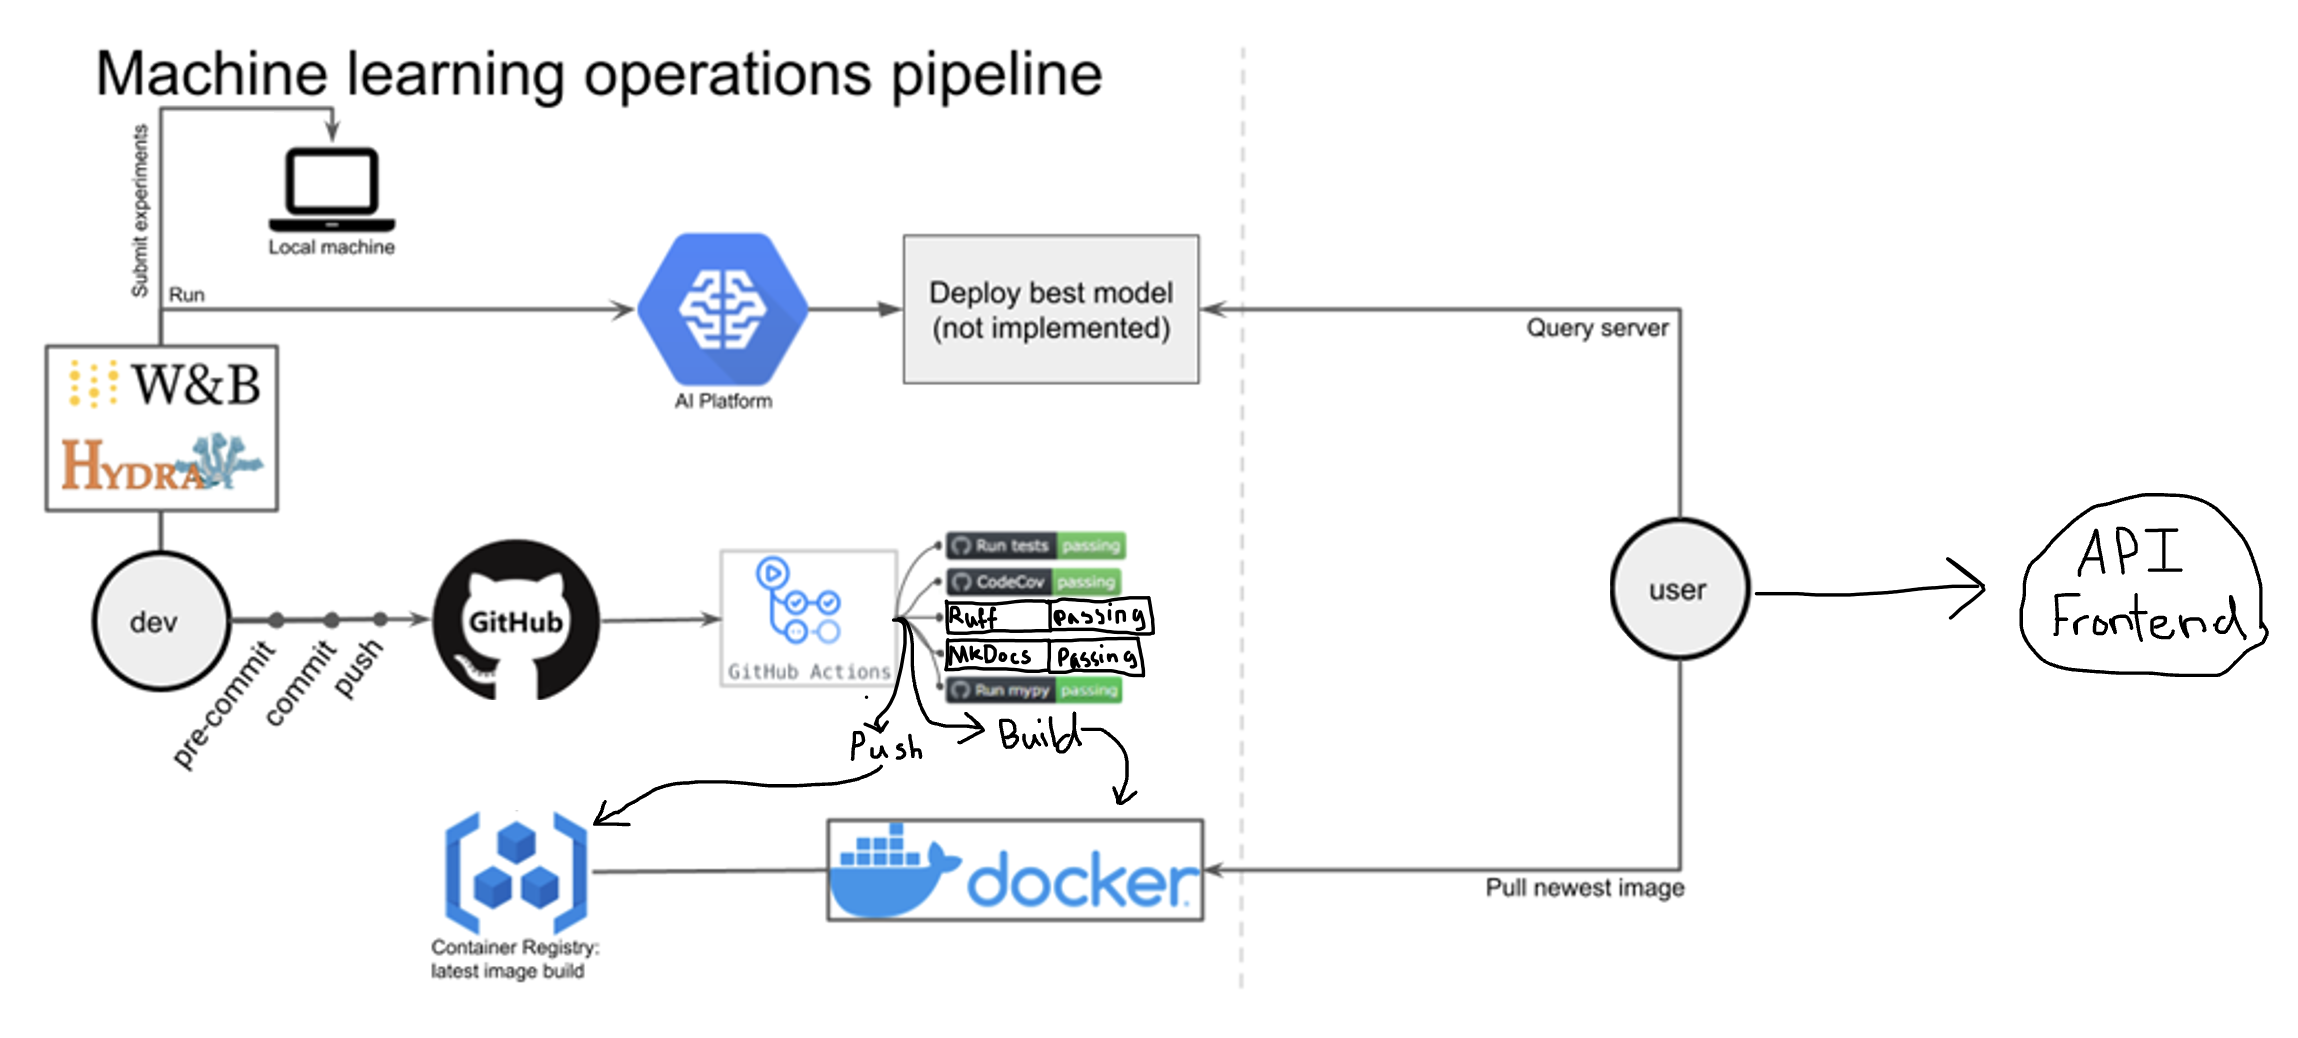 Machine learning operations pipeline
Submit experiments
Local machine
Run
AI Platform
Deploy best model
(not implemented)
Query server
W&B
HYDRA
dev
pre-commit
commit
push
GitHub
GitHub Actions
Run tests passing
CodeCov passing
Ruff passing
MkDocs Passing
Run mypy passing
Push
Build
user
API
Frontend
Container Registry:
latest image build
docker
Pull newest image